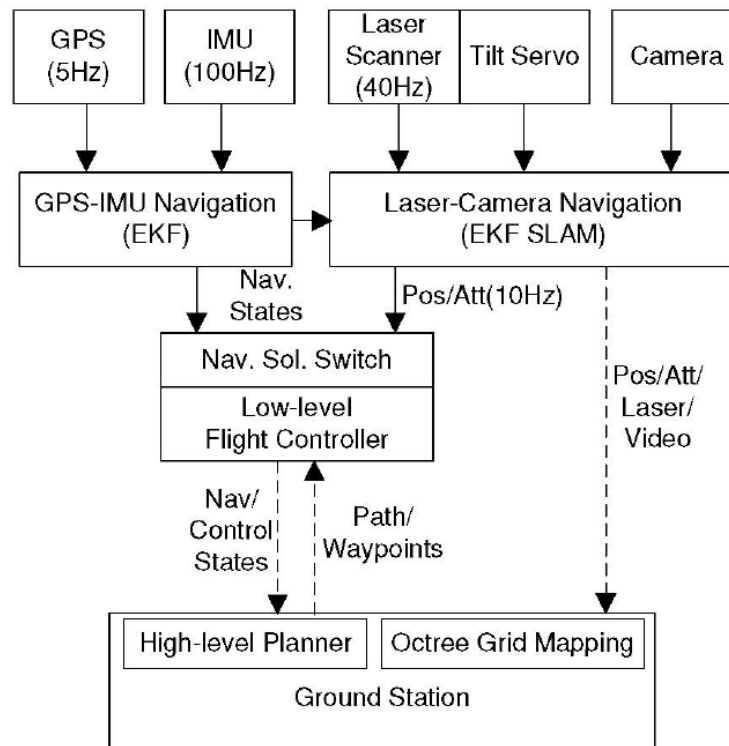 GPS
(5Hz)
IMU
(100Hz)
Laser
Scanner
(40Hz)
Tilt Servo
Camera
GPS-IMU Navigation
(EKF)
Laser-Camera Navigation
(EKF SLAM)
Nav.
States
Pos/Att(10Hz)
Nav. Sol. Switch
Low-level
Flight Controller
Pos/Att/
Laser/
Video
Nav/
Control
States
Path/
Waypoints
High-level Planner
Octree Grid Mapping
Ground Station